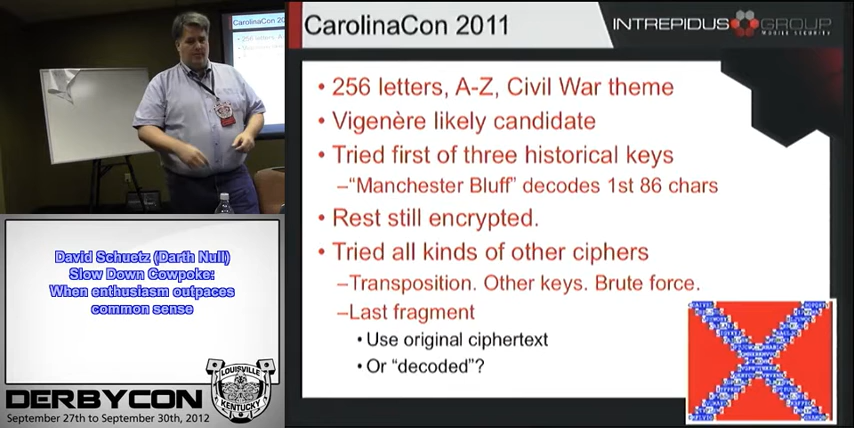 CarolinaCon 2011
INTREPIDUS GROUP
MOBILE SECURITY
• 256 letters, A-Z, Civil War theme
• Vigenère likely candidate
• Tried first of three historical keys
–“Manchester Bluff” decodes 1st 86 chars
• Rest still encrypted.
• Tried all kinds of other ciphers
–Transposition. Other keys. Brute force.
–Last fragment
• Use original ciphertext
• Or “decoded”?
David Schuetz (Darth Null)
Slow Down Cowpoke:
When enthusiasm outpaces
common sense
LOUISVILLE
KENTUCKY
DERBYCON
September 27th to September 30th, 2012